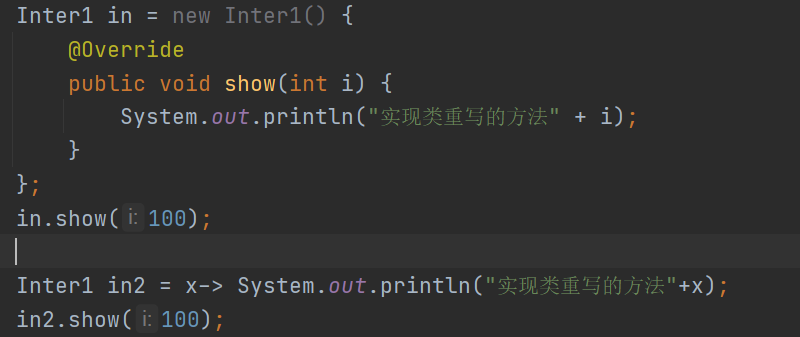 Inter1 in = new Inter1() {
@Override
public void show(int i) {
System.out.println("实现类重写的方法" + i);
}
};
in.show( i: 100);
Inter1 in2 = x-> System.out.println("实现类重写的方法"+x);
in2.show( i: 100);